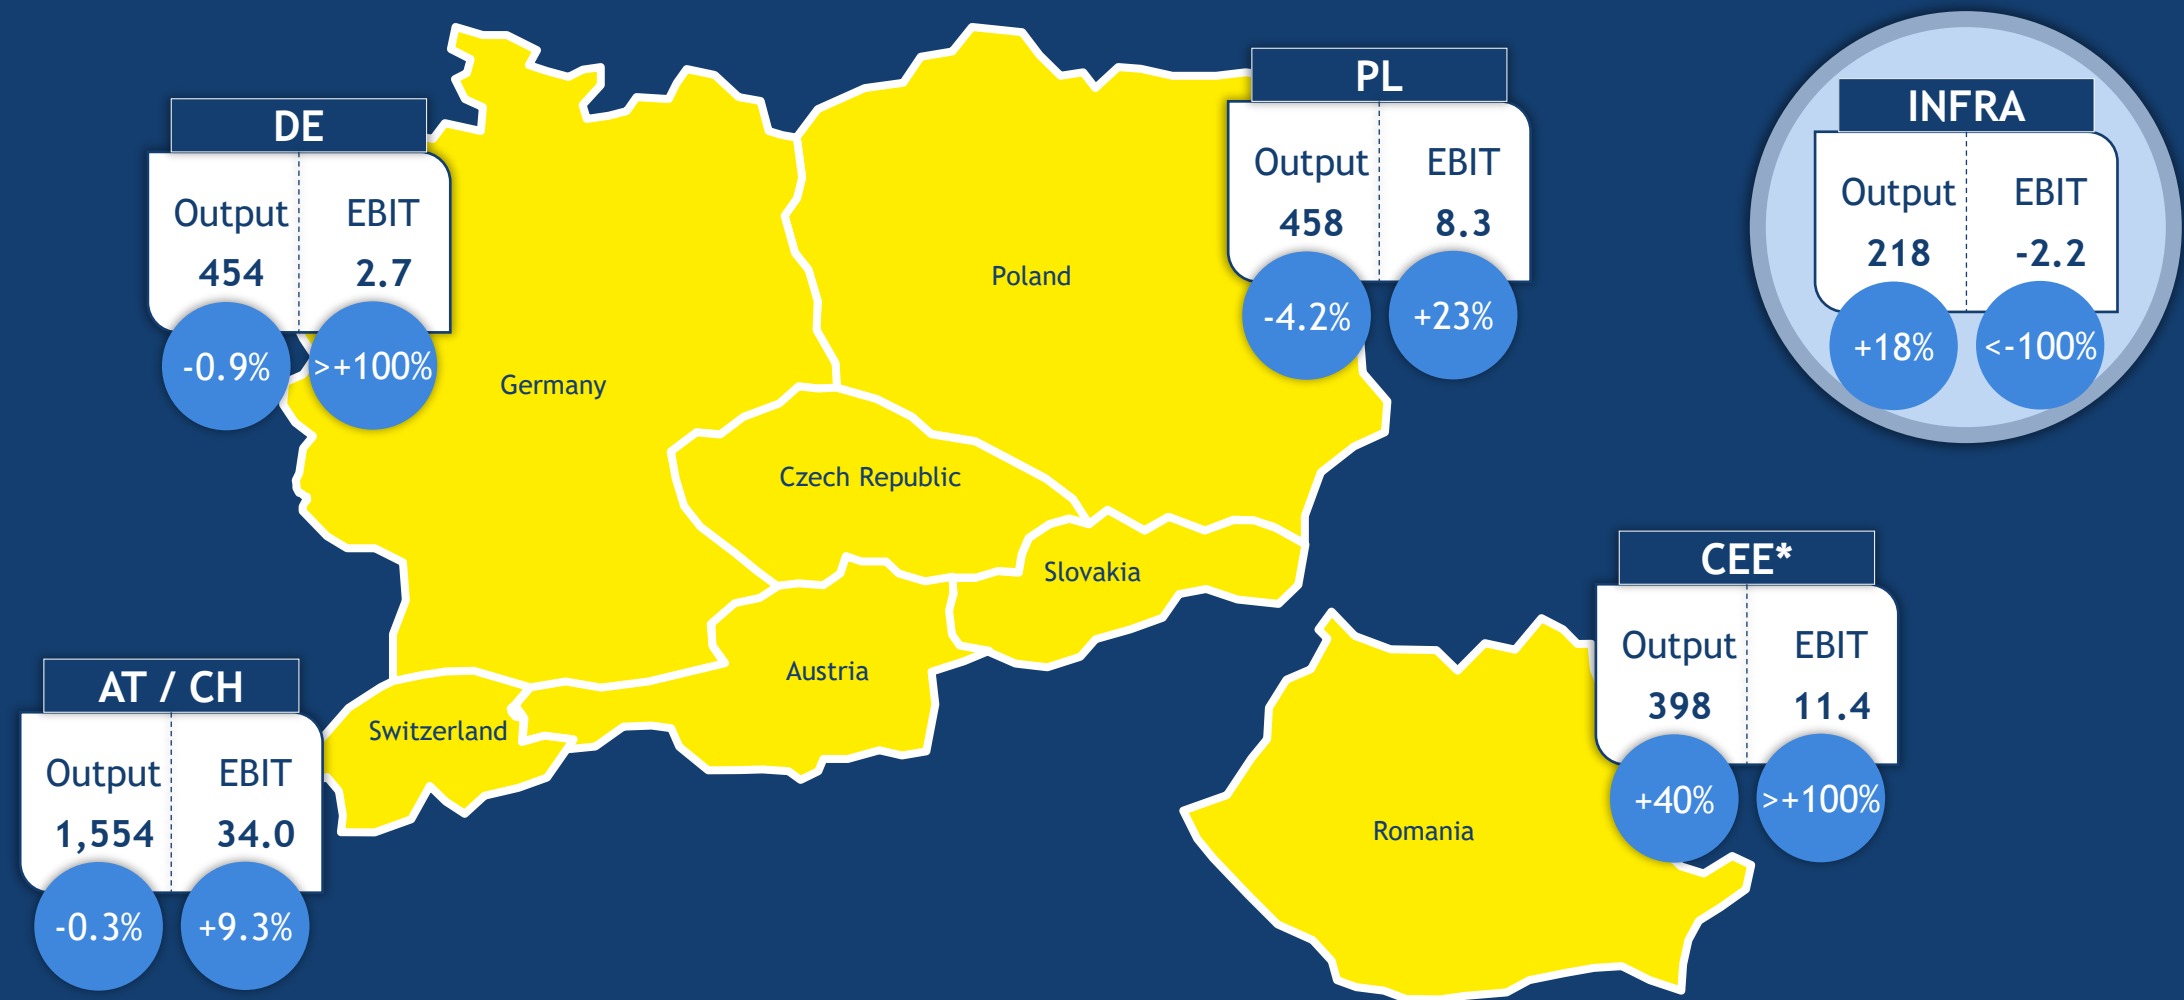 DE
Output EBIT
454 2.7
-0.9% >+100%
PL
Output EBIT
458 8.3
-4.2% +23%
INFRA
Output EBIT
218 -2.2
+18% <-100%
Poland
Germany
Czech Republic
Slovakia
Austria
Switzerland
AT / CH
Output EBIT
1,554 34.0
-0.3% +9.3%
CEE*
Output EBIT
398 11.4
+40% >+100%
Romania